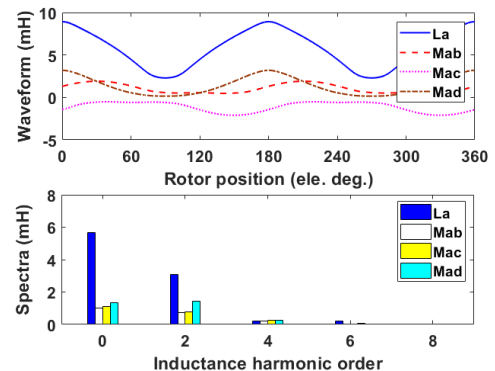 Waveform (mH)
10
5
0
-5
La
Mab
Mac
Mad
0
60
120
180
240
300
360
Rotor position (ele. deg.)
Spectra (mH)
8
6
4
2
0
La
Mab
Mac
Mad
0
2
4
6
8
Inductance harmonic order